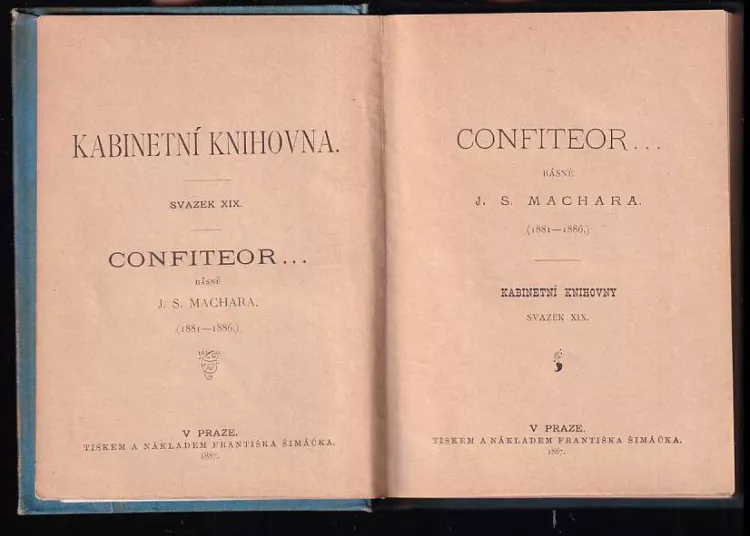 KABINETNÍ KNIHOVNA.
SVAZEK XIX.
CONFITEOR...
BÁSNĚ
J. S. MACHARA.
(1881—1886.)
V PRAZE.
TISKEM A NÁKLADEM FRANTIŠKA ŠIMÁČKA.
1887.
CONFITEOR...
BÁSNĚ
J. S. MACHARA.
(1881—1886.)
KABINETNÍ KNIHOVNY
SVAZEK XIX.
V PRAZE.
TISKEM A NÁKLADEM FRANTIŠKA ŠIMÁČKA.
1887.